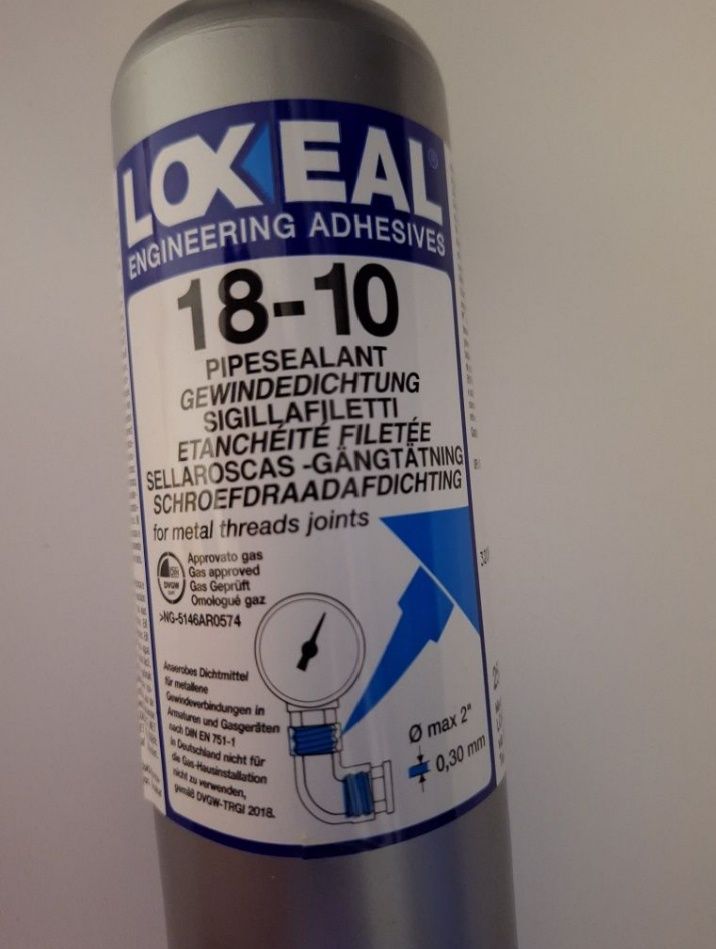 LOXEAL®
ENGINEERING ADHESIVES
18-10
PIPESEALANT
GEWINDEDICHTUNG
SIGILLAFILETTI
ETANCHÉITÉ FILETÉE
SELLAROSCAS -GÄNGTÄTNING
SCHROEFDRAADAFDICHTING
for metal threads joints
DVGW
Approvato gas
Gas approved
Gas Geprüft
Omologué gaz
>NG-5146AR0574
Anaerobes Dichtmittel
für metallene
Gewindeverbindungen in
Armaturen und Gasgeräten
nach DIN EN 751-1
in Deutschland nicht für
die Gas-Hausinstallation
nicht zu verwenden,
gemäß DVGW-TRGI 2018.
Ø max 2"
0,30 mm